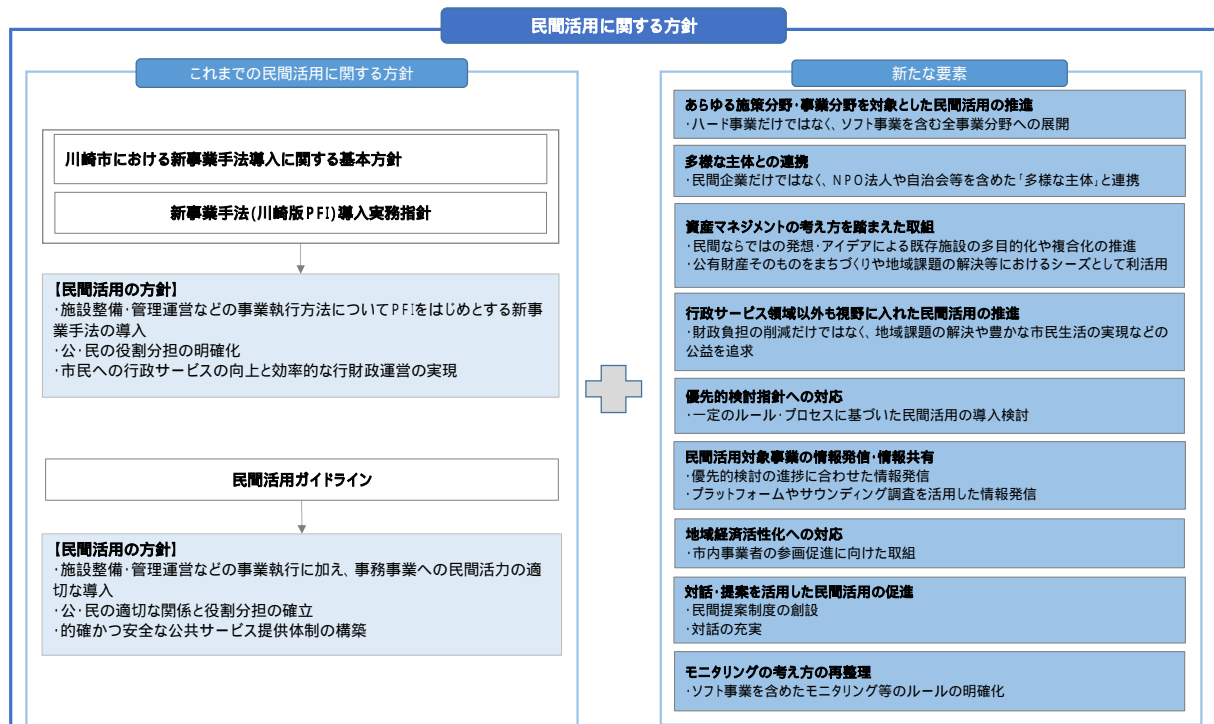 民間活用に関する方針
これまでの民間活用に関する方針
川崎市における新事業手法導入に関する基本方針
新事業手法(川崎版PFI)導入実務指針
【民間活用の方針】
・施設整備・管理運営などの事業執行方法についてPFIをはじめとする新事
業手法の導入
・公・民の役割分担の明確化
・市民への行政サービスの向上と効率的な行財政運営の実現
民間活用ガイドライン
【民間活用の方針】
・施設整備・管理運営などの事業執行に加え、事務事業への民間活力の適
切な導入
・公・民の適切な関係と役割分担の確立
・的確かつ安全な公共サービス提供体制の構築
新たな要素
あらゆる施策分野・事業分野を対象とした民間活用の推進
・ハード事業だけではなく、ソフト事業を含む全事業分野への展開
多様な主体との連携
・民間企業だけではなく、NPO法人や自治会等を含めた「多様な主体」と連携
資産マネジメントの考え方を踏まえた取組
・民間ならではの発想・アイデアによる既存施設の多目的化や複合化の推進
・公有財産そのものをまちづくりや地域課題の解決等におけるシーズとして利活用
行政サービス領域以外も視野に入れた民間活用の推進
・財政負担の削減だけではなく、地域課題の解決や豊かな市民生活の実現などの
公益を追求
優先的検討指針への対応
・一定のルール・プロセスに基づいた民間活用の導入検討
民間活用対象事業の情報発信・情報共有
・優先的検討の進捗に合わせた情報発信
・プラットフォームやサウンディング調査を活用した情報発信
地域経済活性化への対応
・市内事業者の参画促進に向けた取組
対話・提案を活用した民間活用の促進
・民間提案制度の創設
・対話の充実
モニタリングの考え方の再整理
・ソフト事業を含めたモニタリング等のルールの明確化